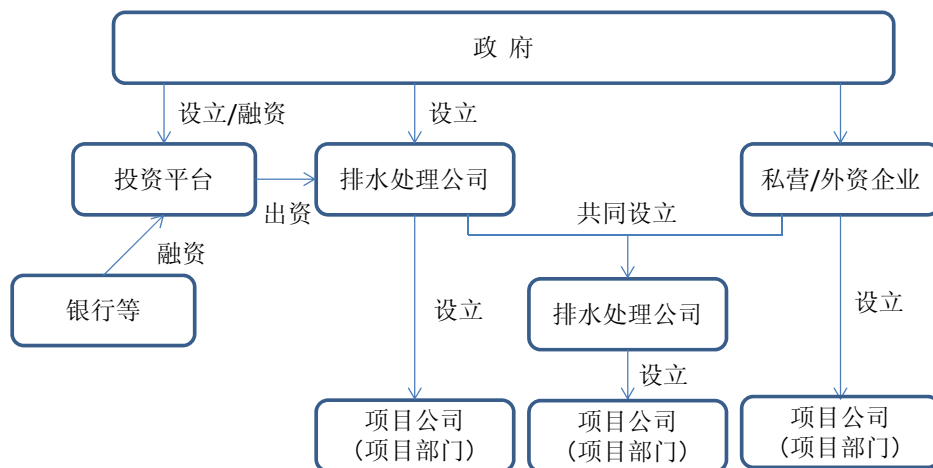 政 府
设立/融资
设立
投资平台
排水处理公司
私营/外资企业
出资
共同设立
融资
银行等
设立
排水处理公司
设立
设立
项目公司
（项目部门）
项目公司
（项目部门）
项目公司
（项目部门）